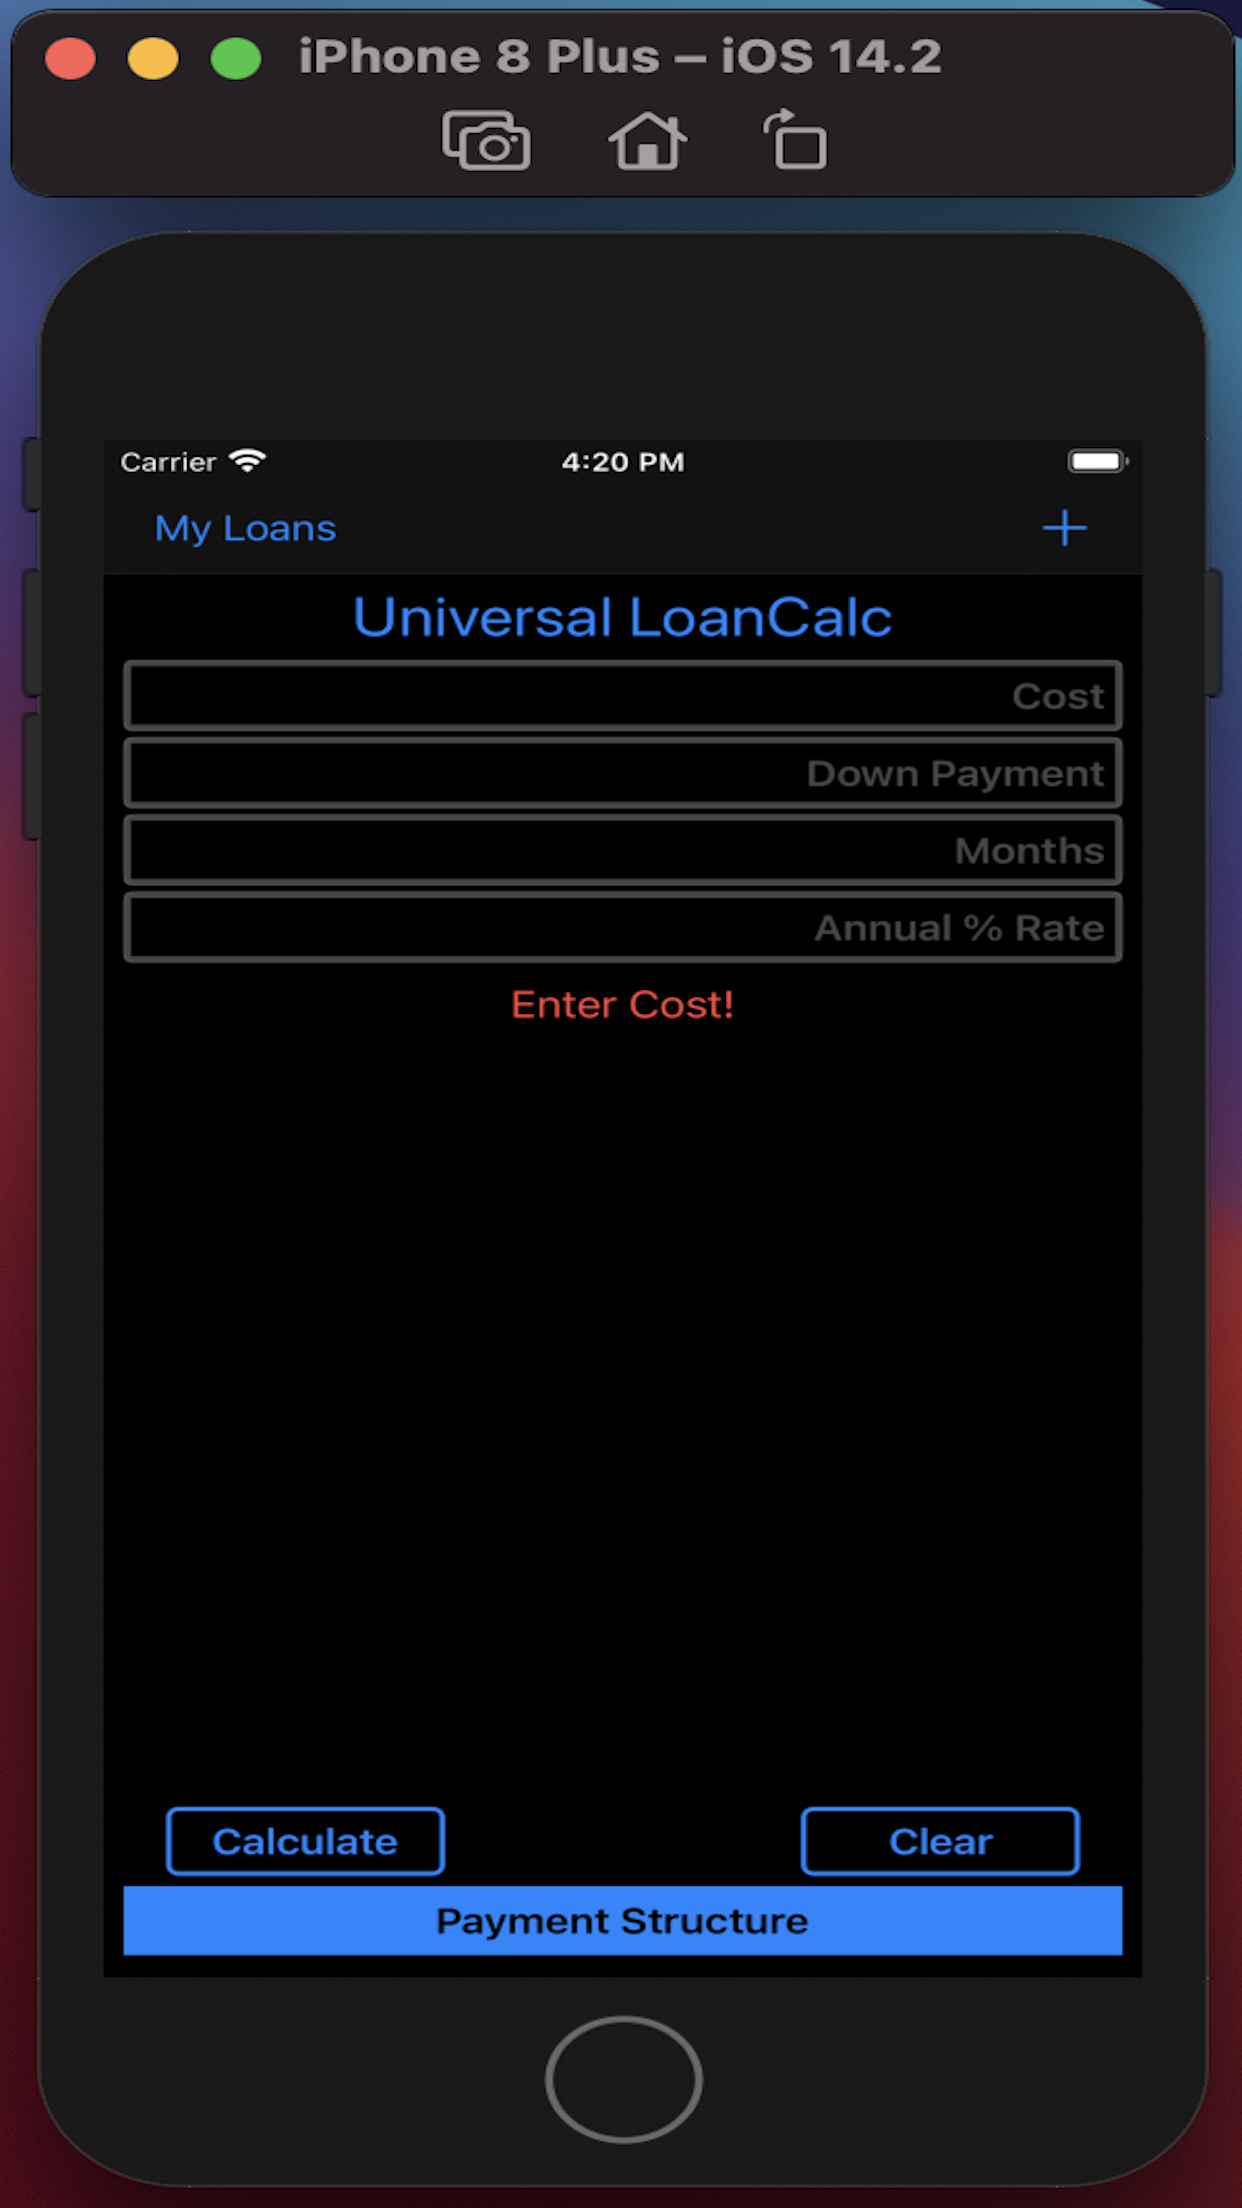 iPhone 8 Plus – iOS 14.2
Carrier 4:20 PM
My Loans +
Universal LoanCalc
Cost
Down Payment
Months
Annual % Rate
Enter Cost!
Calculate Clear
Payment Structure